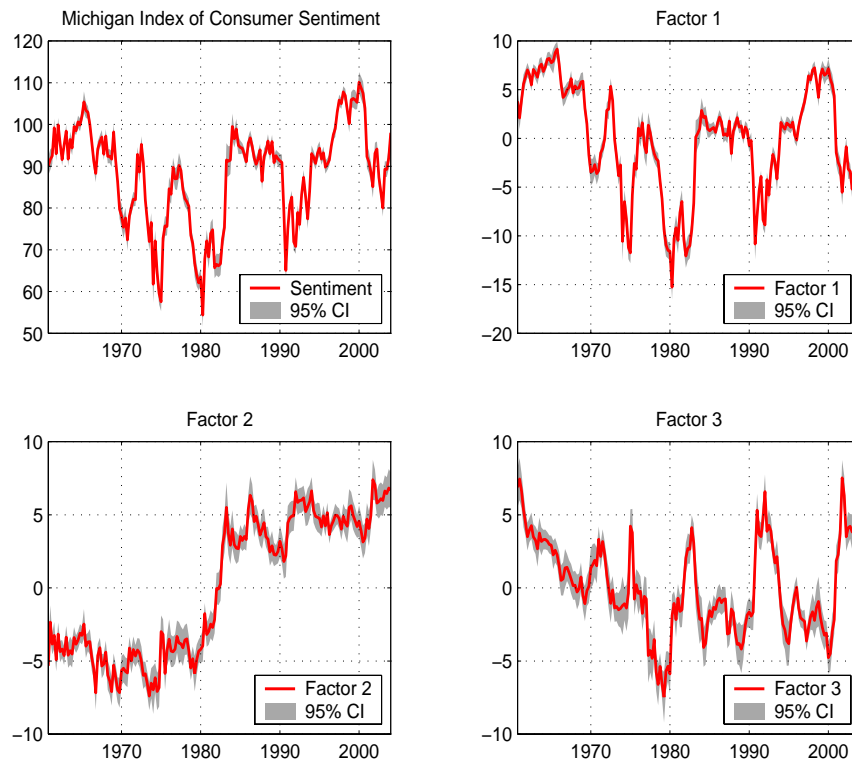 Michigan Index of Consumer Sentiment
120
110
100
90
80
70
60
50
1970 1980 1990 2000
Sentiment
95% CI
Factor 1
10
5
0
−5
−10
−15
−20
1970 1980 1990 2000
Factor 1
95% CI
Factor 2
10
5
0
−5
−10
1970 1980 1990 2000
Factor 2
95% CI
Factor 3
10
5
0
−5
−10
1970 1980 1990 2000
Factor 3
95% CI